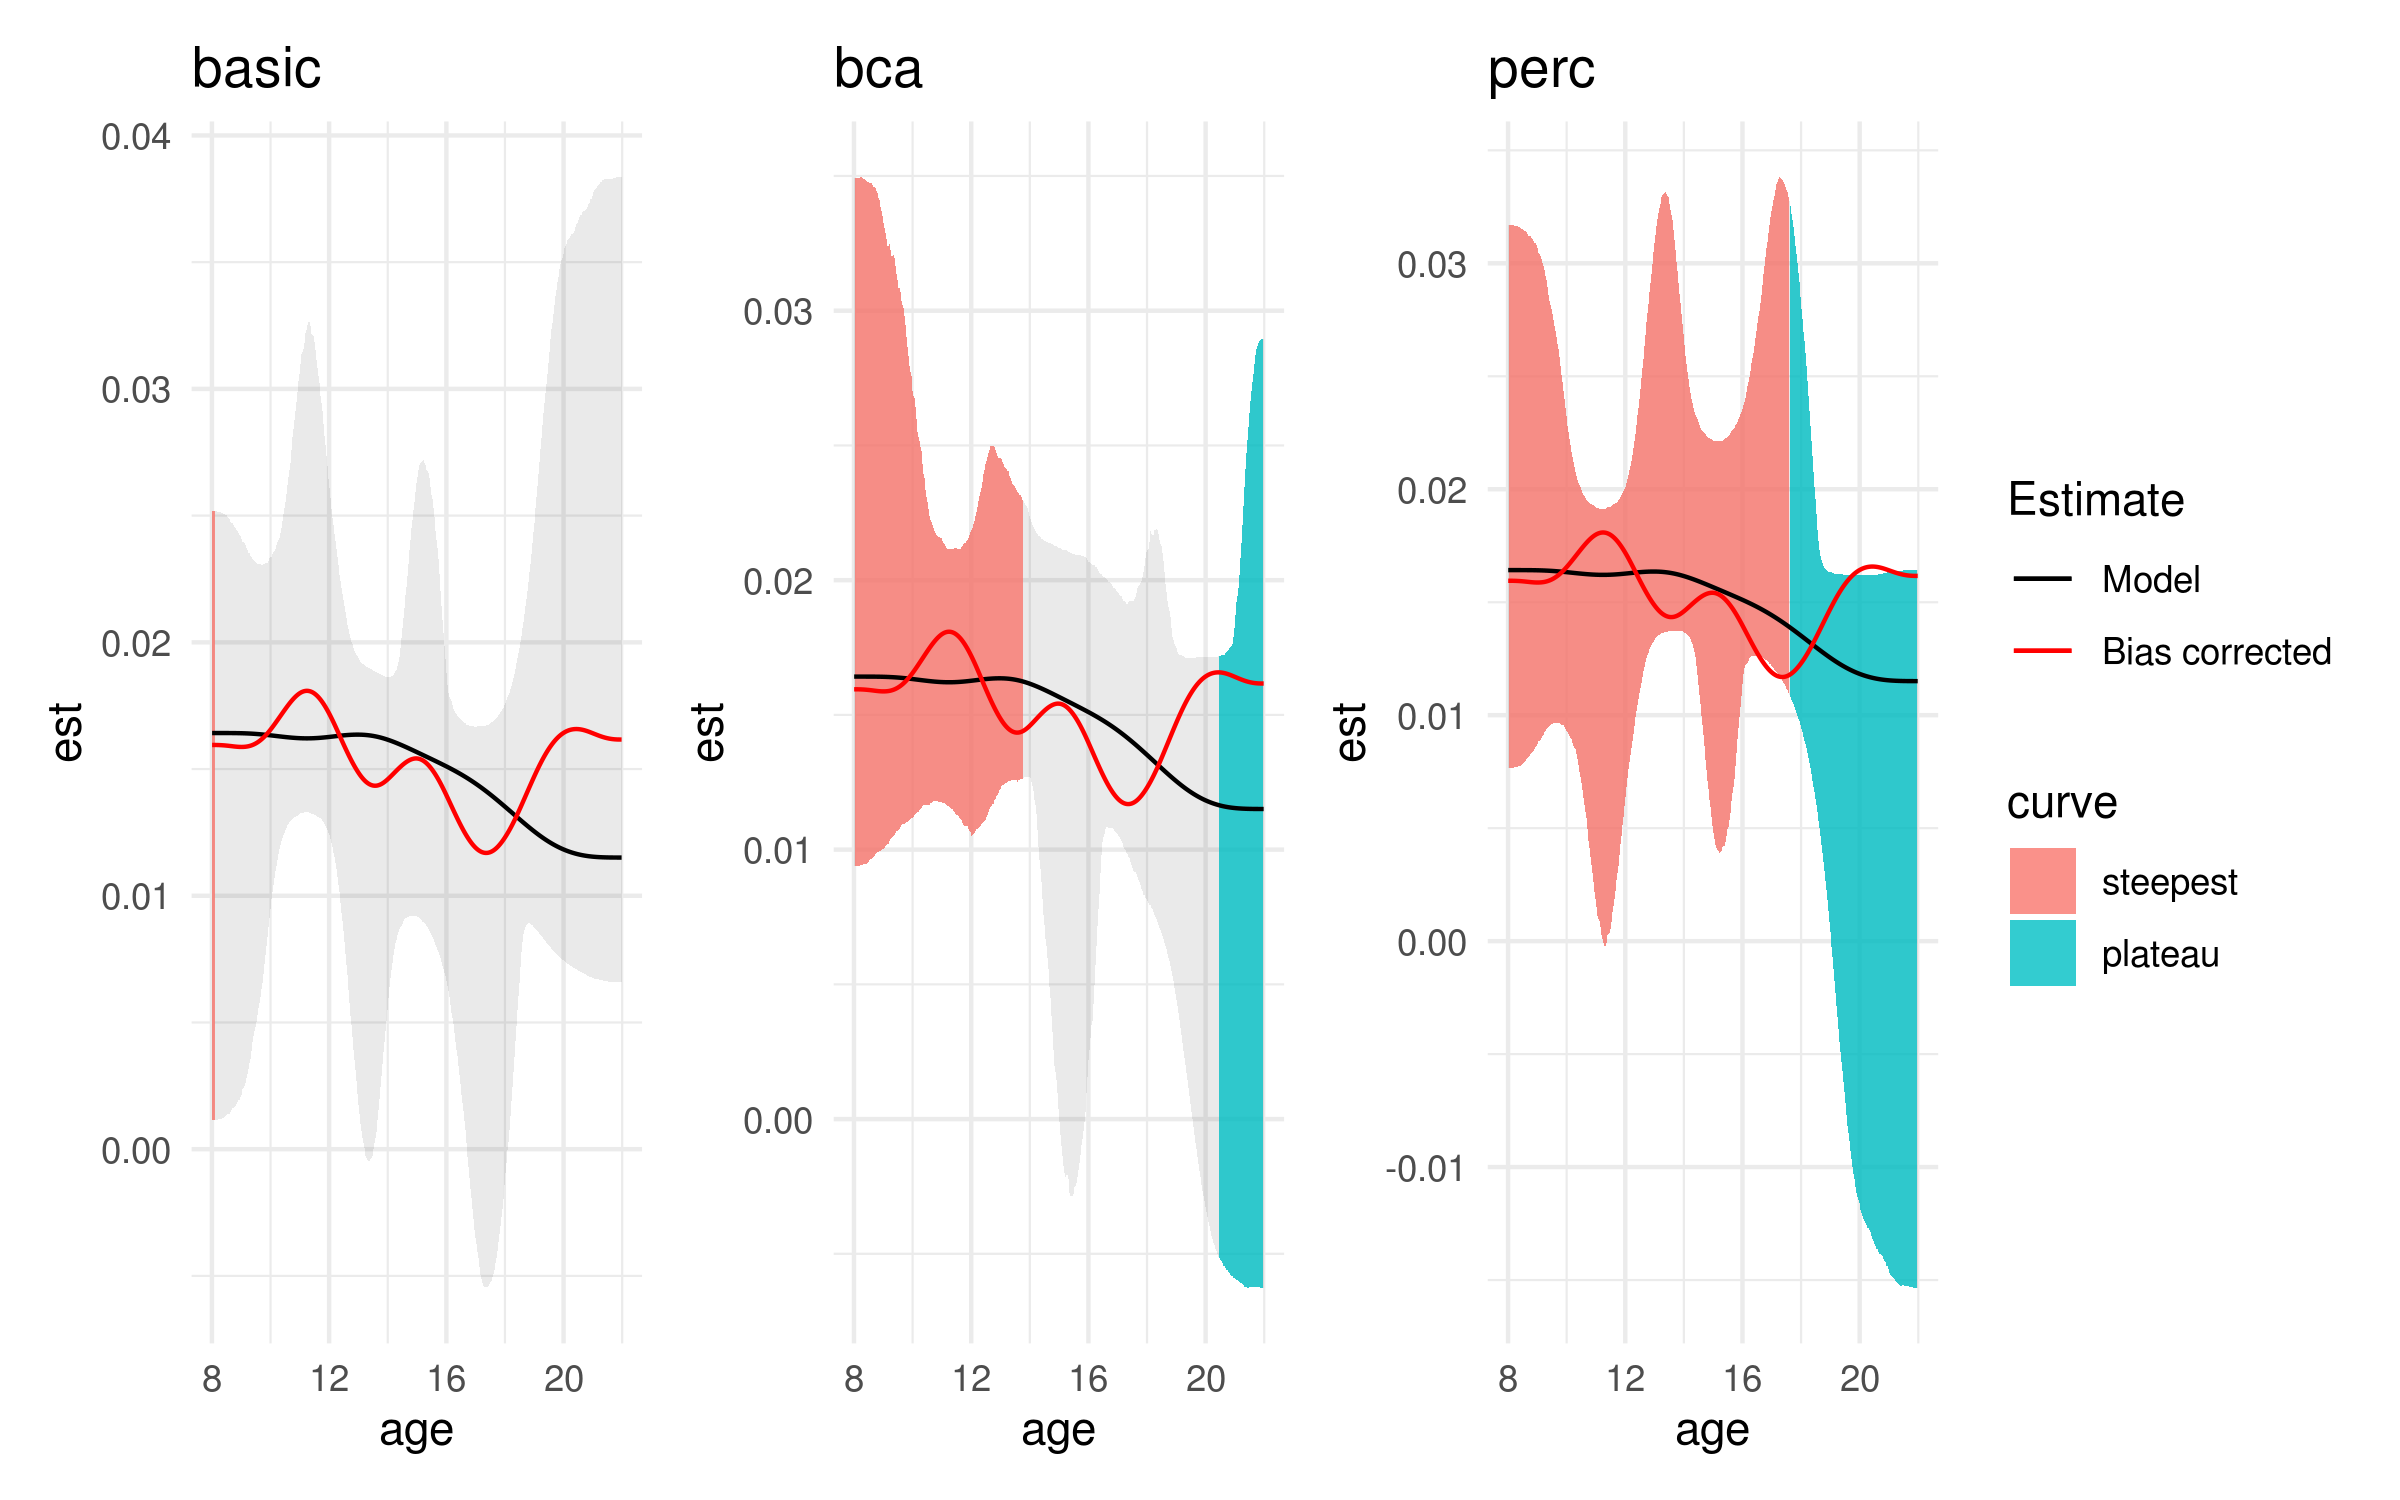 basic
0.04
0.03
0.02
0.01
0.00
est
8 12 16 20
age
bca
0.03
0.02
0.01
0.00
est
8 12 16 20
age
perc
0.03
0.02
0.01
0.00
-0.01
est
8 12 16 20
age
Estimate
Model
Bias corrected
curve
steepest
plateau